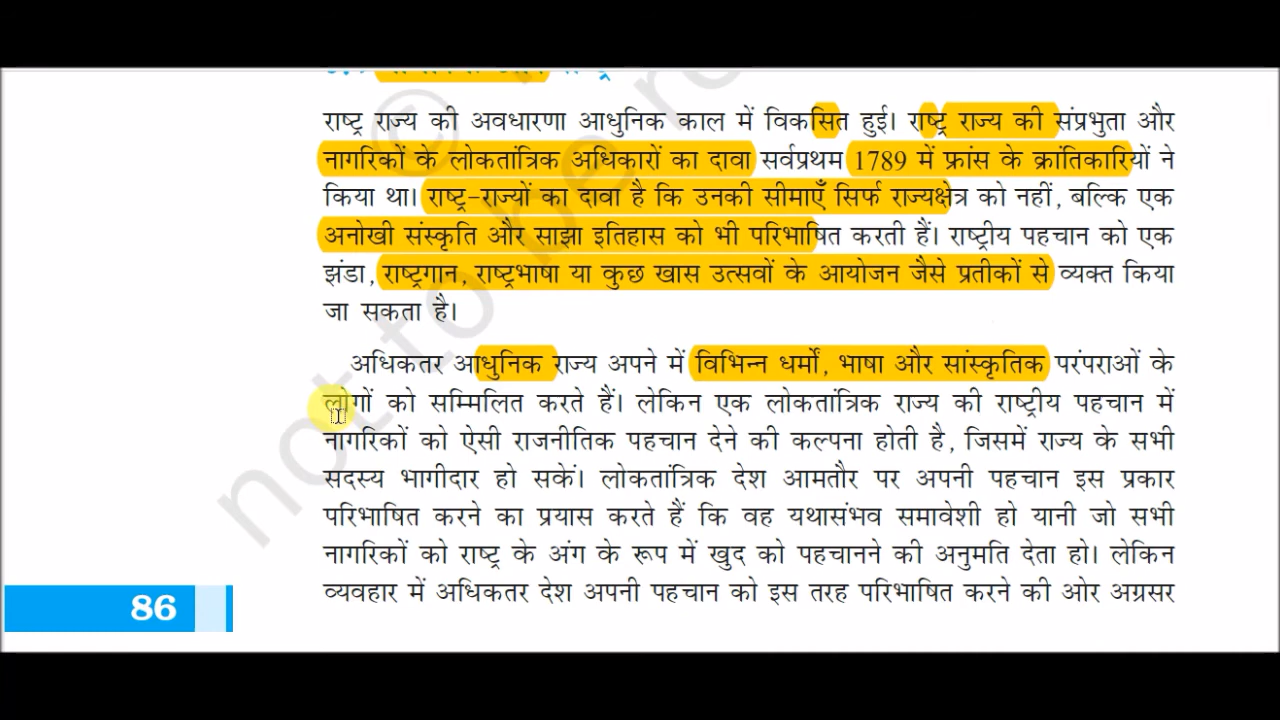 राष्ट्र राज्य की अवधारणा आधुनिक काल में विकसित हुई। राष्ट्र राज्य की संप्रभुता और
नागरिकों के लोकतांत्रिक अधिकारों का दावा सर्वप्रथम 1789 में फ्रांस के क्रांतिकारियों ने
किया था। राष्ट्र-राज्यों का दावा है कि उनकी सीमाएँ सिर्फ राज्यक्षेत्र को नहीं, बल्कि एक
अनोखी संस्कृति और साझा इतिहास को भी परिभाषित करती हैं। राष्ट्रीय पहचान को एक
झंडा, राष्ट्रगान, राष्ट्रभाषा या कुछ खास उत्सवों के आयोजन जैसे प्रतीकों से व्यक्त किया
जा सकता है।
अधिकतर आधुनिक राज्य अपने में विभिन्न धर्मों, भाषा और सांस्कृतिक परंपराओं के
लोगों को सम्मिलित करते हैं। लेकिन एक लोकतांत्रिक राज्य की राष्ट्रीय पहचान में
नागरिकों को ऐसी राजनीतिक पहचान देने की कल्पना होती है, जिसमें राज्य के सभी
सदस्य भागीदार हो सकें। लोकतांत्रिक देश आमतौर पर अपनी पहचान इस प्रकार
परिभाषित करने का प्रयास करते हैं कि वह यथासंभव समावेशी हो यानी जो सभी
नागरिकों को राष्ट्र के अंग के रूप में खुद को पहचानने की अनुमति देता हो। लेकिन
व्यवहार में अधिकतर देश अपनी पहचान को इस तरह परिभाषित करने की ओर अग्रसर
86
not to be re